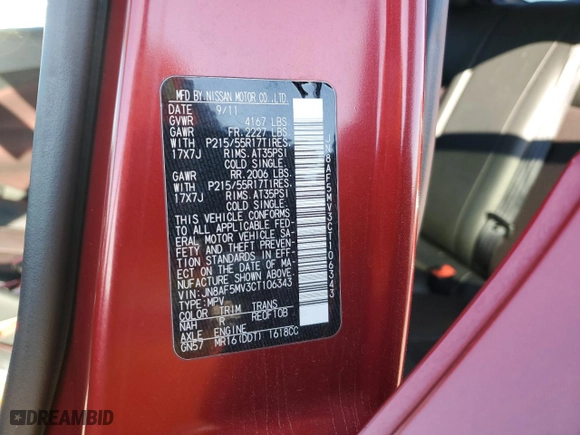 MFD BY NISSAN MOTOR CO.,LTD.
DATE 9/11
GVWR 4167 LBS
GAWR FR. 2227 LBS
WITH P215/55R17TIRES,
17X7J RIMS.AT35PSI
COLD SINGLE.
GAWR RR. 2006 LBS.
WITH P215/55R17TIRES,
17X7J RIMS.AT35PSI
COLD SINGLE.
THIS VEHICLE CONFORMS
TO ALL APPLICABLE FED-
ERAL MOTOR VEHICLE SA-
FETY AND THEFT PREVEN-
TION STANDARDS IN EFF-
ECT ON THE DATE OF MA-
NUFACTURE SHOWN ABOVE.
VIN:JN8AF5MV3CT106343
TYPE:MPV
COLOR TRIM TRANS
NAH R RE0F10B
AXLE ENGINE
GN57 MR16(DDT) 1618CC
JN8AF5MV3CT106343
DREAMBID